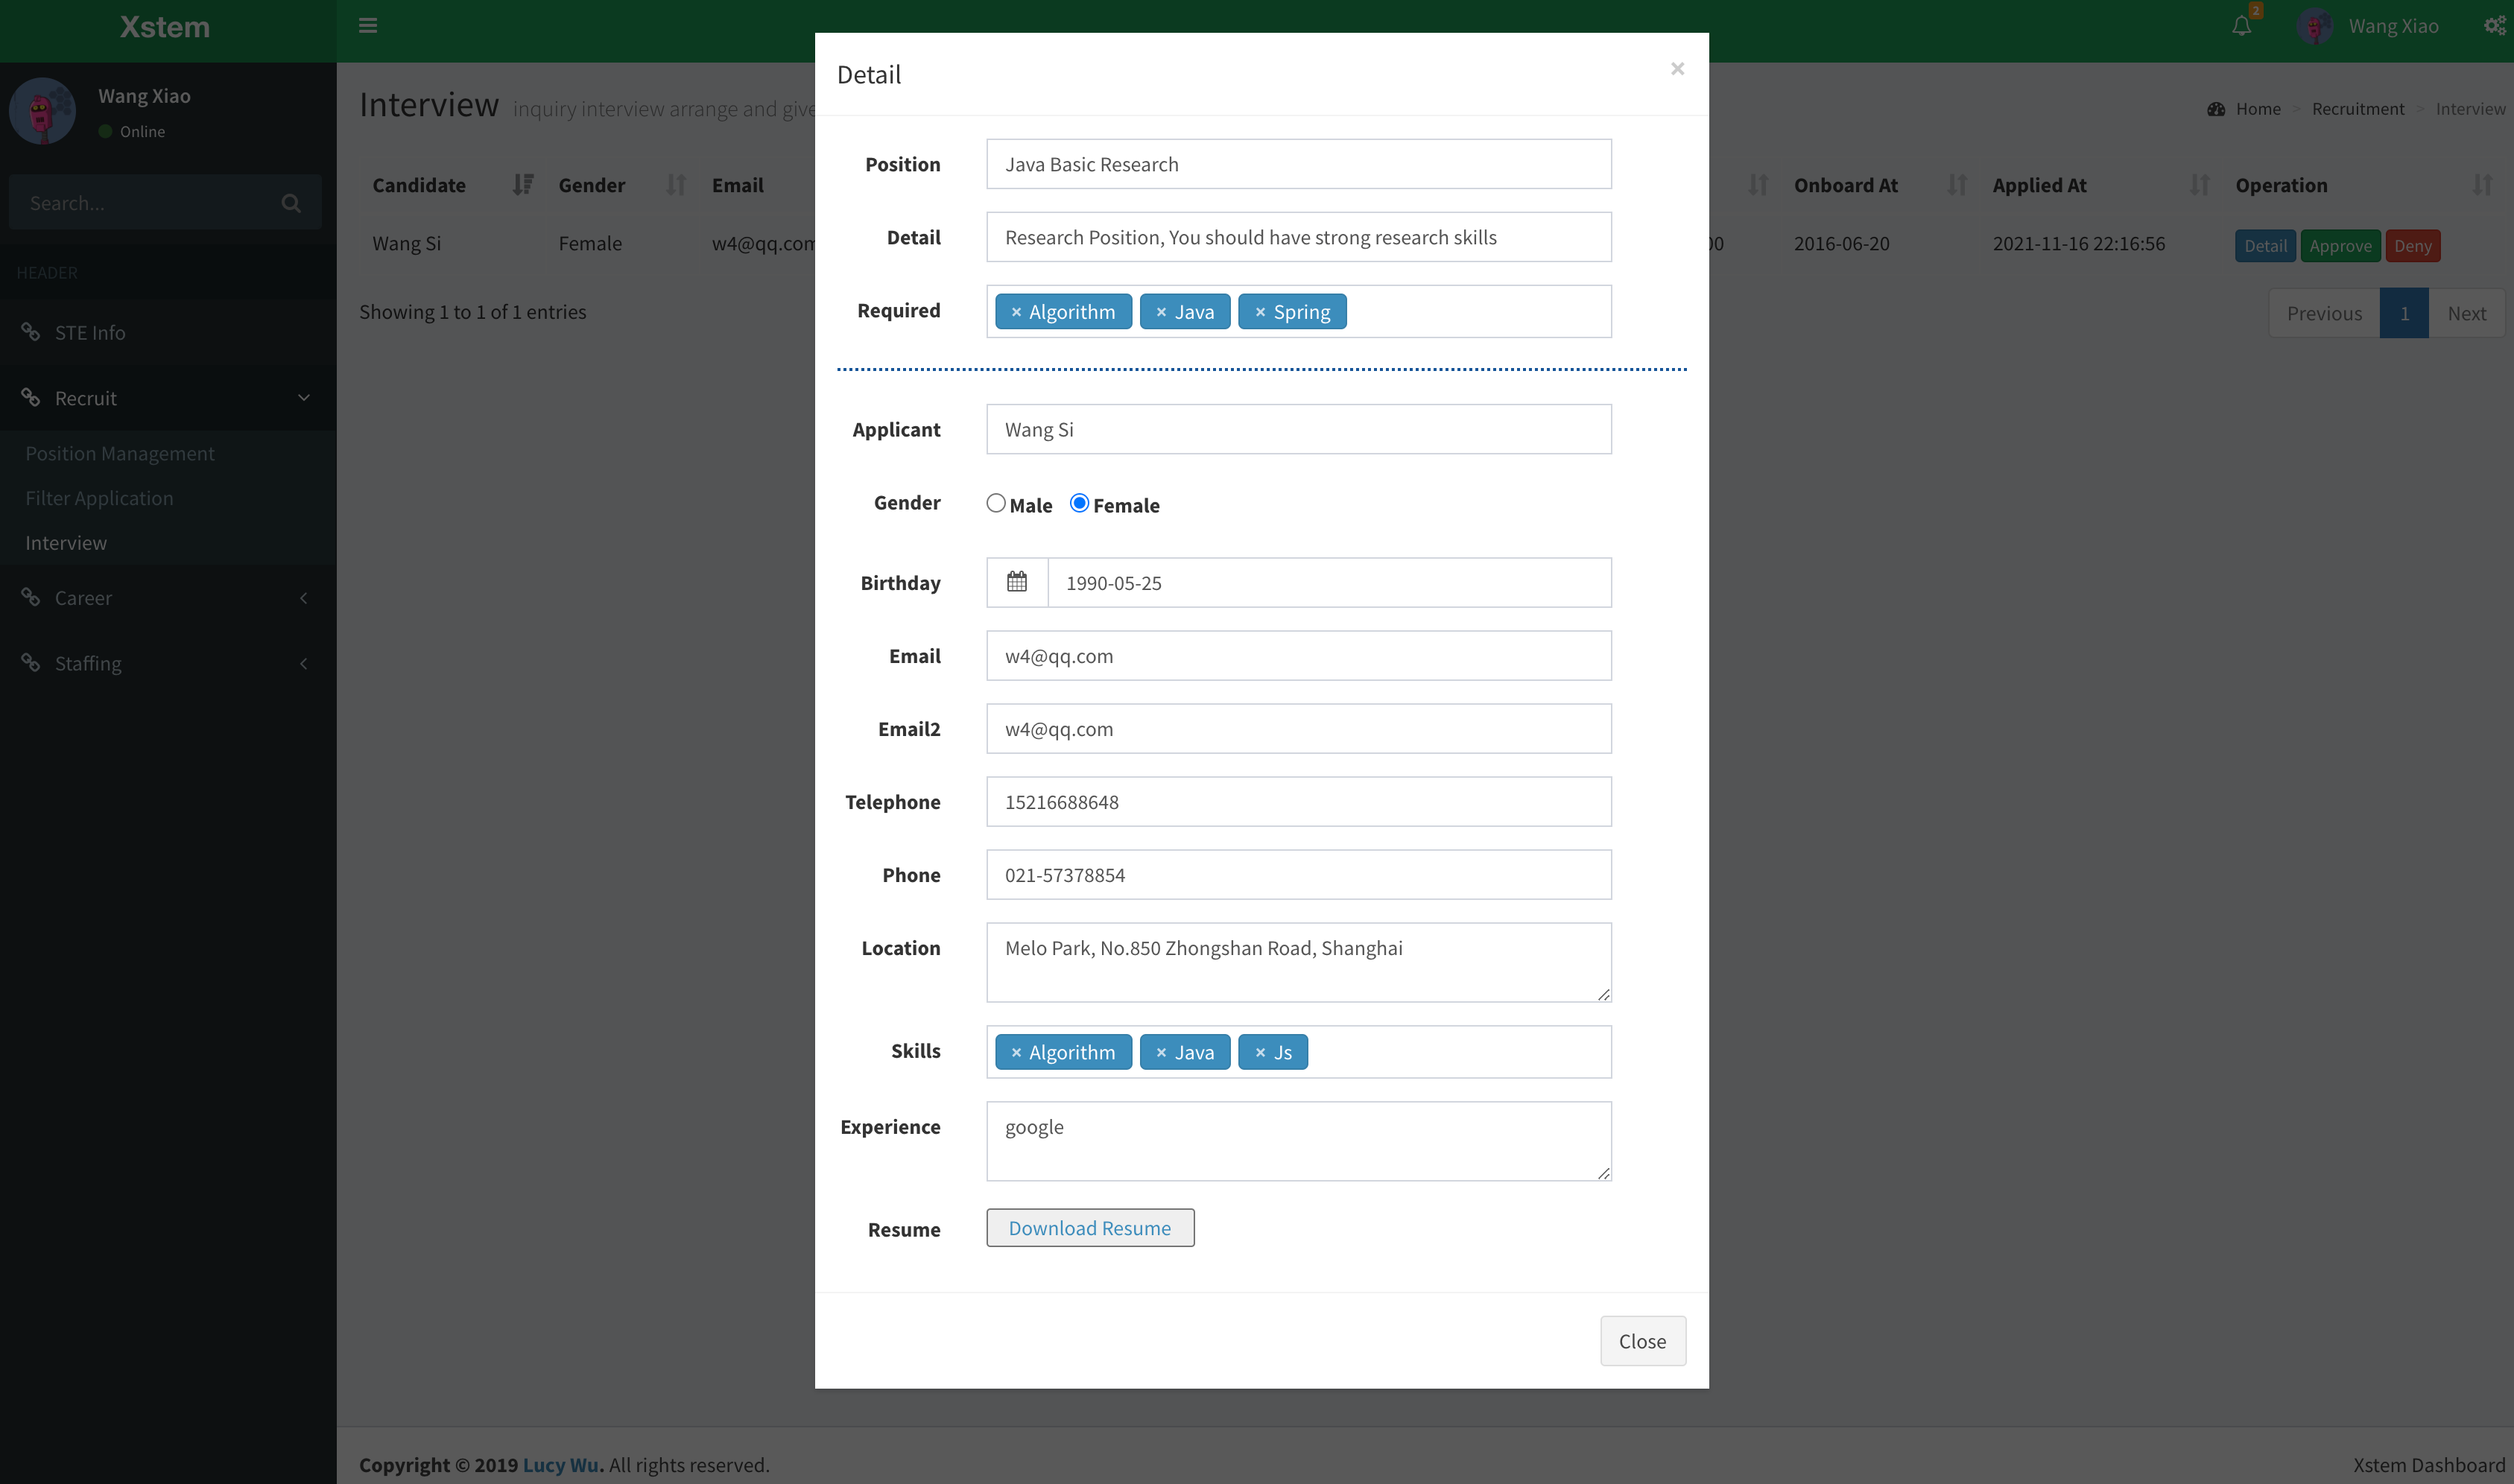 Xstem
2
Wang Xiao
Wang Xiao
Online
Search...
HEADER
STE Info
Recruit
Position Management
Filter Application
Interview
Career
Staffing
Interview inquiry interview arrange and give
Home > Recruitment > Interview
Candidate Gender Email Onboard At Applied At Operation
Wang Si Female w4@qq.com 00 2016-06-20 2021-11-16 22:16:56 Detail Approve Deny
Showing 1 to 1 of 1 entries
Previous 1 Next
Detail ×
Position Java Basic Research
Detail Research Position, You should have strong research skills
Required × Algorithm × Java × Spring
Applicant Wang Si
Gender Male Female
Birthday 1990-05-25
Email w4@qq.com
Email2 w4@qq.com
Telephone 15216688648
Phone 021-57378854
Location Melo Park, No.850 Zhongshan Road, Shanghai
Skills × Algorithm × Java × Js
Experience google
Resume Download Resume
Close
Copyright © 2019 Lucy Wu. All rights reserved.
Xstem Dashboard